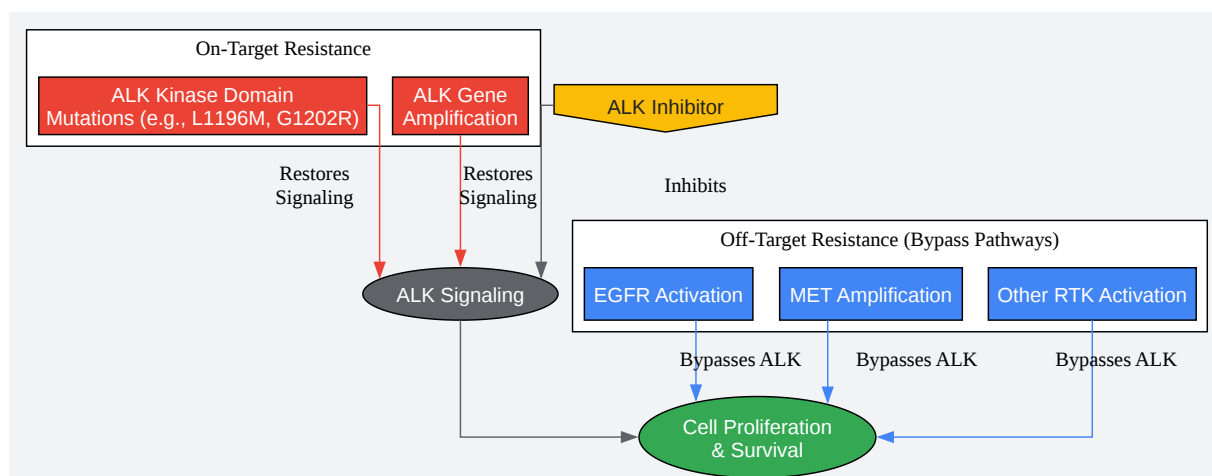 On-Target Resistance
ALK Kinase Domain
Mutations (e.g., L1196M, G1202R)
ALK Gene
Amplification
ALK Inhibitor
Restores
Signaling
Restores
Signaling
Inhibits
Off-Target Resistance (Bypass Pathways)
ALK Signaling
EGFR Activation
MET Amplification
Other RTK Activation
Bypasses ALK
Bypasses ALK
Bypasses ALK
Cell Proliferation
& Survival